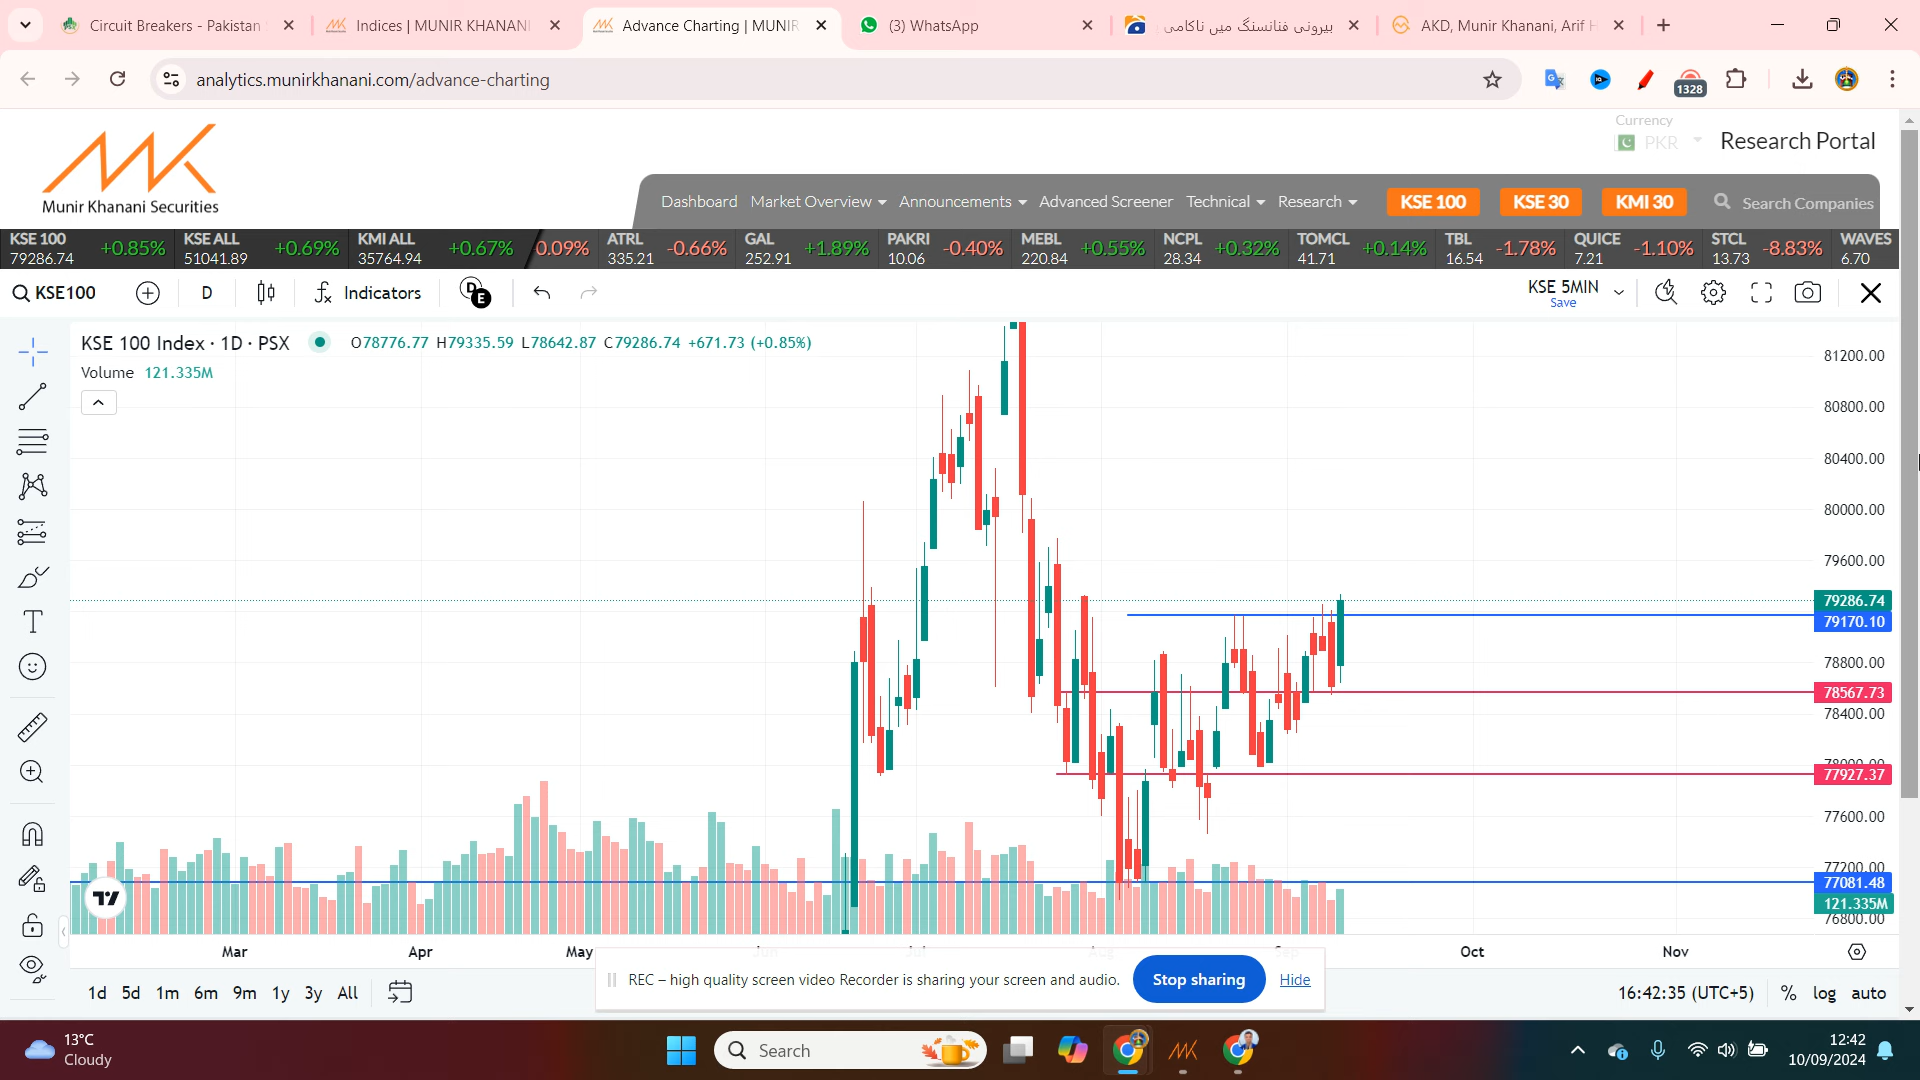 Circuit Breakers - Pakistan
Indices | MUNIR KHANANI
Advance Charting | MUNIR
(3) WhatsApp
بیرونی فنانسنگ میں ناکامی
AKD, Munir Khanani, Arif H
analytics.munirkhanani.com/advance-charting
1328
Munir Khanani Securities
Currency
PKR
Research Portal
Dashboard Market Overview Announcements Advanced Screener Technical Research KSE 100 KSE 30 KMI 30 Search Companies
KSE 100 79286.74 +0.85%
KSE ALL 51041.89 +0.69%
KMI ALL 35764.94 +0.67%
0.09%
ATRL 335.21 -0.66%
GAL 252.91 +1.89%
PAKRI 10.06 -0.40%
MEBL 220.84 +0.55%
NCPL 28.34 +0.32%
TOMCL 41.71 +0.14%
TBL 16.54 -1.78%
QUICE 7.21 -1.10%
STCL 13.73 -8.83%
WAVES 6.70
KSE100 D Indicators D E KSE 5MIN
Save
KSE 100 Index · 1D · PSX O78776.77 H79335.59 L78642.87 C79286.74 +671.73 (+0.85%)
Volume 121.335M
81200.00
80800.00
80400.00
80000.00
79600.00
79286.74
79170.10
78800.00
78567.73
78400.00
78000.00
77927.37
77600.00
77200.00
77081.48
121.335M
76800.00
Mar Apr May Jun Jul Aug Sep Oct Nov
REC – high quality screen video Recorder is sharing your screen and audio. Stop sharing Hide
1d 5d 1m 6m 9m 1y 3y All 16:42:35 (UTC+5) % log auto
13°C
Cloudy
Search
12:42
10/09/2024